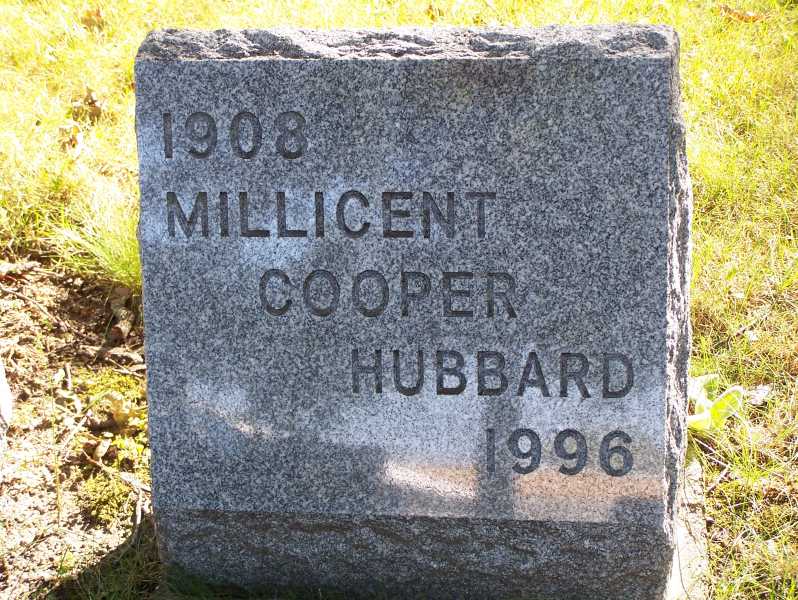 1908
MILLICENT
COOPER
HUBBARD
1996